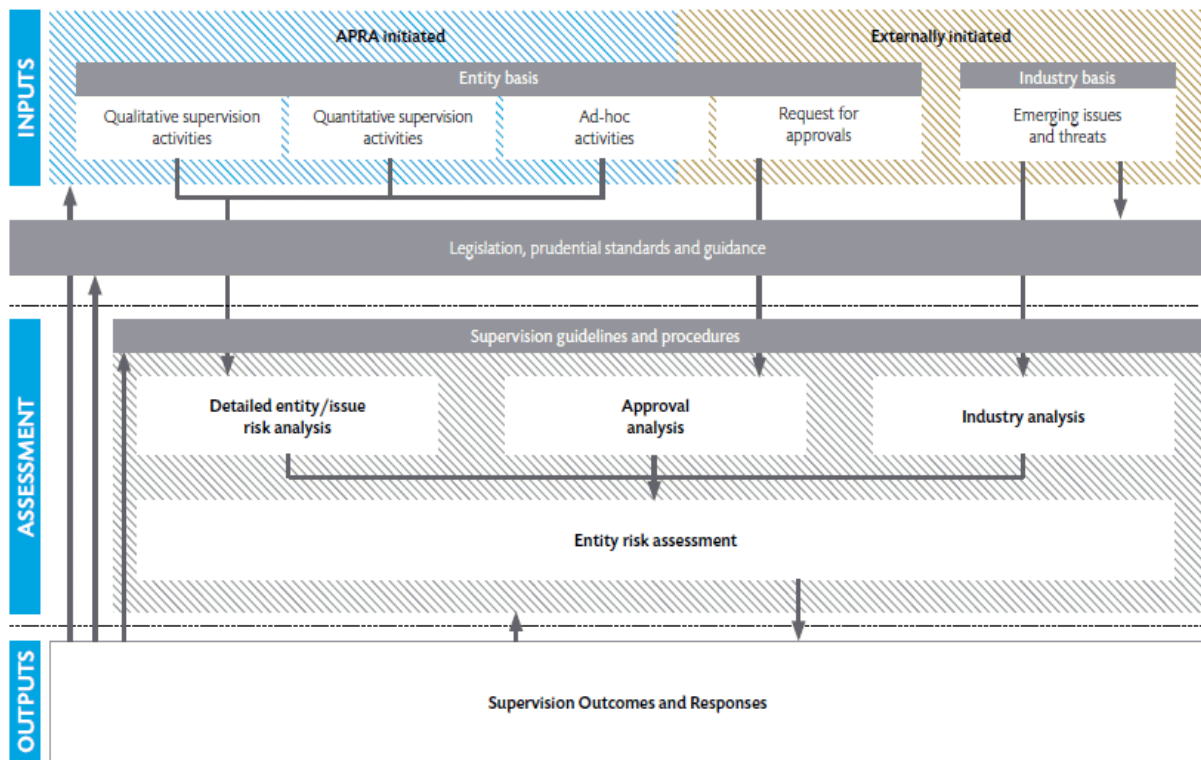 INPUTS
APRA initiated
Externally initiated
Entity basis
Industry basis
Qualitative supervision
activities
Quantitative supervision
activities
Ad-hoc
activities
Request for
approvals
Emerging issues
and threats
Legislation, prudential standards and guidance
ASSESSMENT
Supervision guidelines and procedures
Detailed entity/issue
risk analysis
Approval
analysis
Industry analysis
Entity risk assessment
OUTPUTS
Supervision Outcomes and Responses